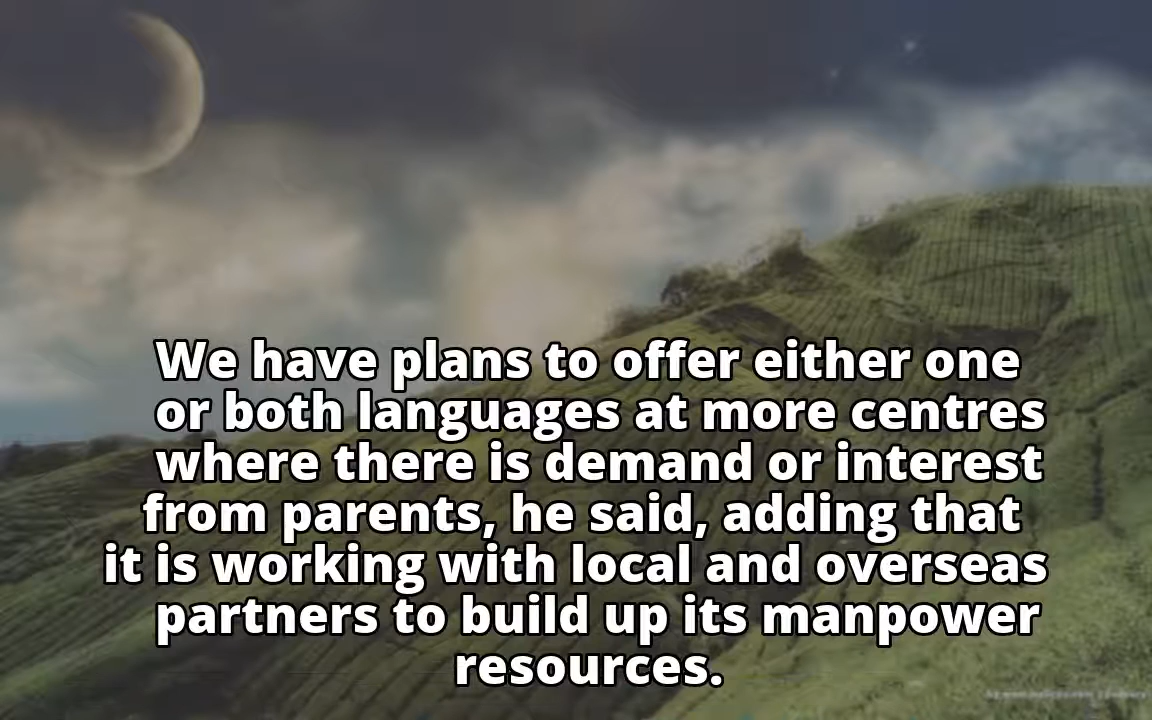 We have plans to offer either one
or both languages at more centres
where there is demand or interest
from parents, he said, adding that
it is working with local and overseas
partners to build up its manpower
resources.